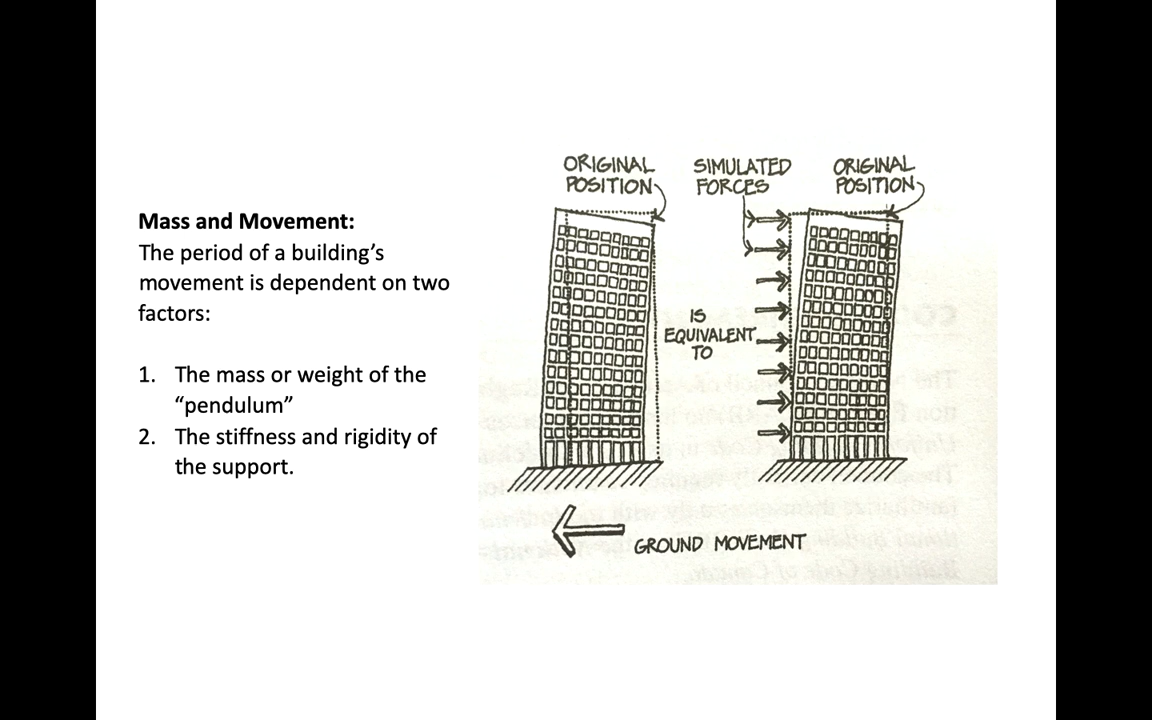 Mass and Movement:
The period of a building’s
movement is dependent on two
factors:
1. The mass or weight of the
“pendulum”
2. The stiffness and rigidity of
the support.
ORIGINAL
POSITION
SIMULATED
FORCES
ORIGINAL
POSITION
IS
EQUIVALENT
TO
GROUND MOVEMENT